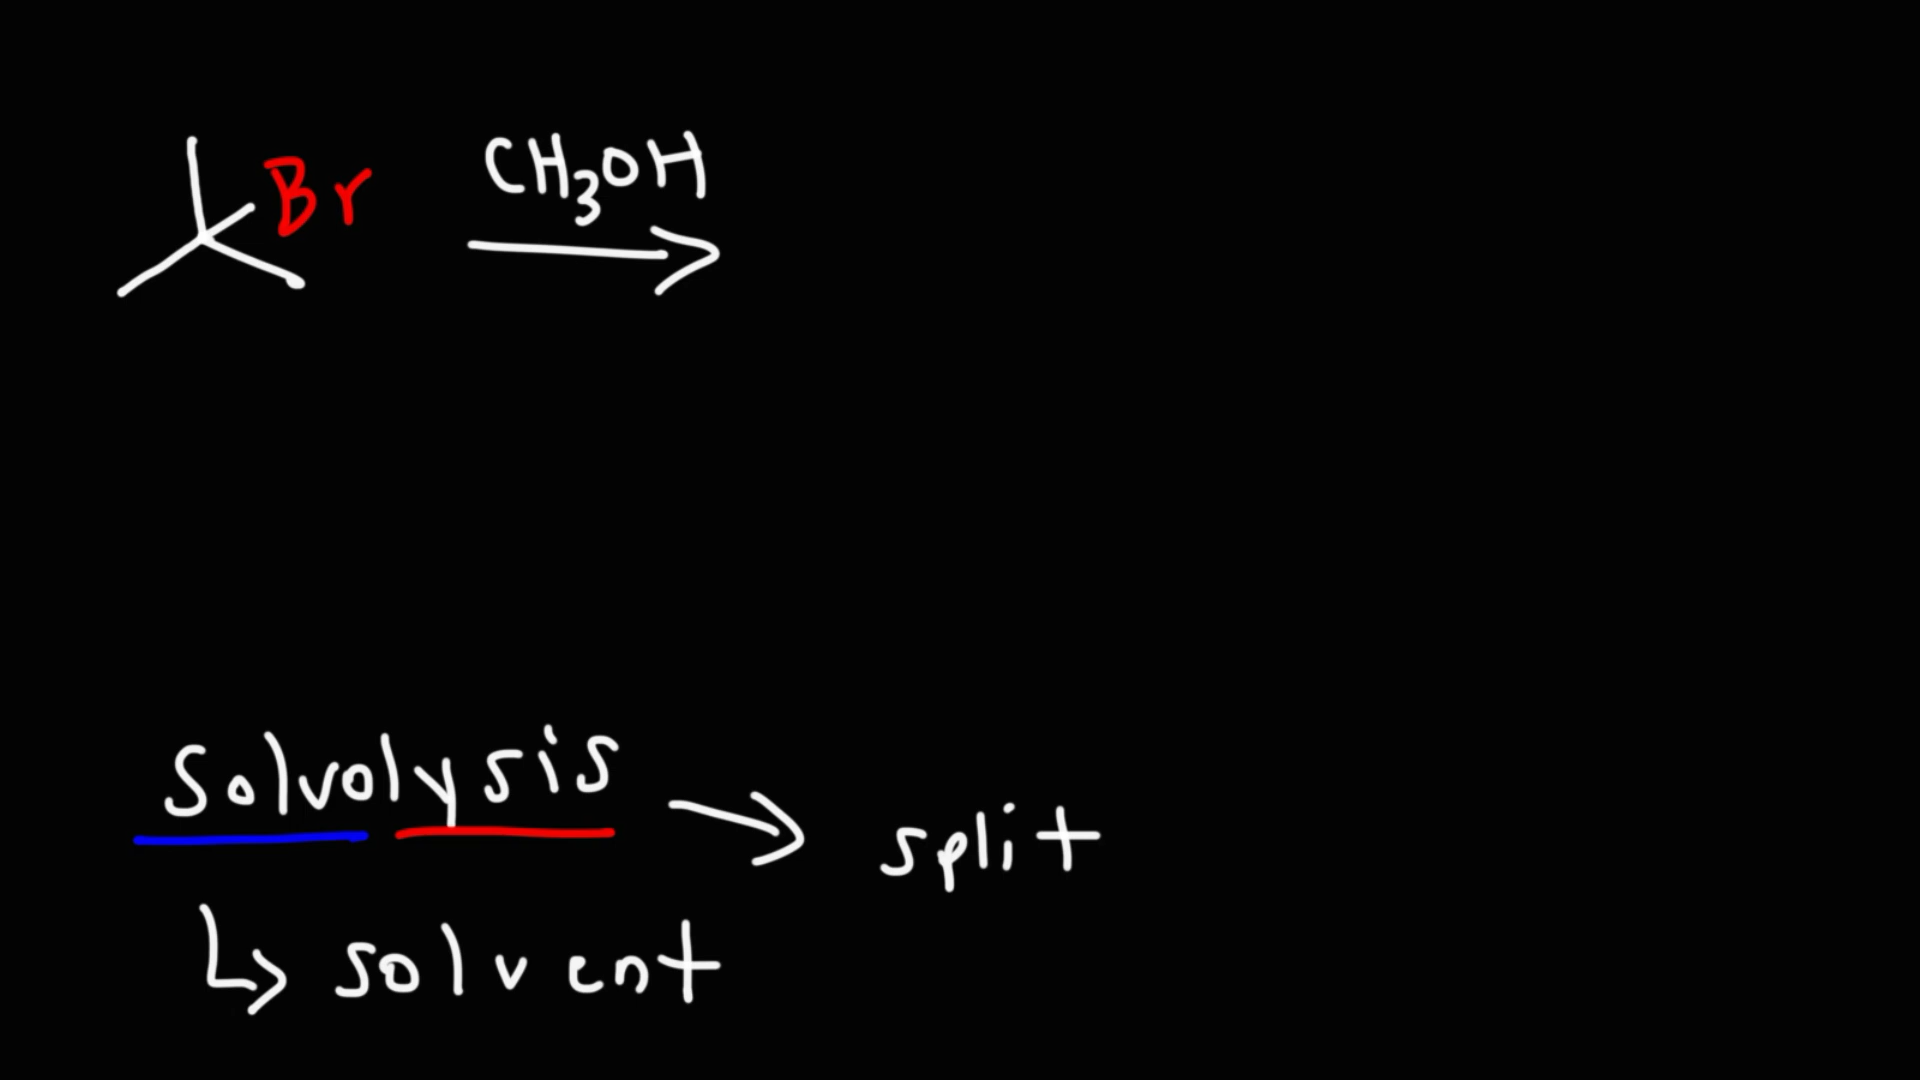 Br
CH₃OH
Solvolysis → split
↳ solvent